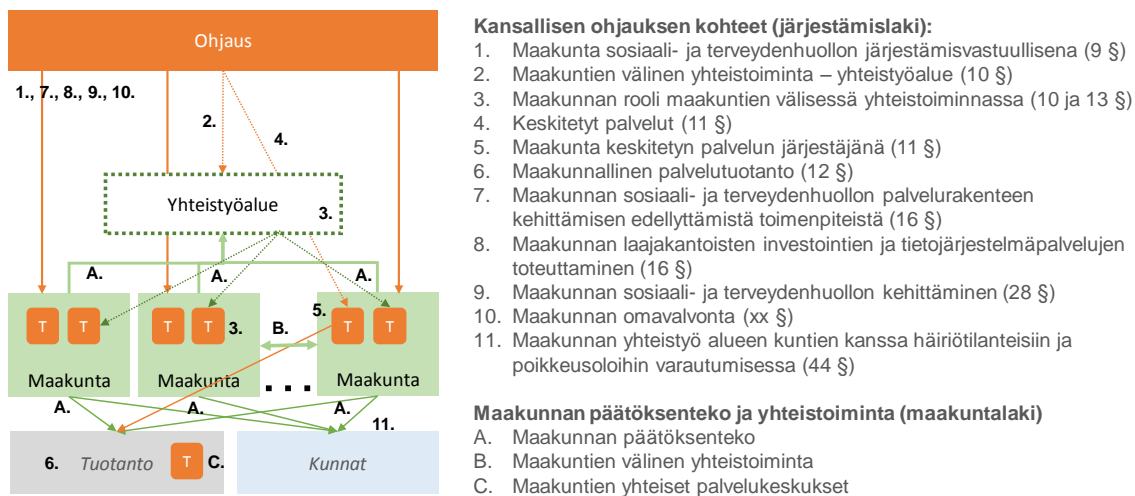 Ohjaus
1., 7., 8., 9., 10.
2.
4.
Yhteistyöalue
3.
A.
A.
A.
T
T
T
T
3.
B.
5.
T
T
Maakunta
Maakunta
. . .
Maakunta
A.
A.
A.
11.
6.
Tuotanto
T
C.
Kunnat
Kansallisen ohjauksen kohteet (järjestämislaki):
1. Maakunta sosiaali- ja terveydenhuollon järjestämisvastuullisena (9 §)
2. Maakuntien välinen yhteistoiminta – yhteistyöalue (10 §)
3. Maakunnan rooli maakuntien välisessä yhteistoiminnassa (10 ja 13 §)
4. Keskitetyt palvelut (11 §)
5. Maakunta keskitetyn palvelun järjestäjänä (11 §)
6. Maakunnallinen palvelutuotanto (12 §)
7. Maakunnan sosiaali- ja terveydenhuollon palvelurakenteen
kehittämisen edellyttämistä toimenpiteistä (16 §)
8. Maakunnan laajakantoisten investointien ja tietojärjestelmäpalvelujen
toteuttaminen (16 §)
9. Maakunnan sosiaali- ja terveydenhuollon kehittäminen (28 §)
10. Maakunnan omavalvonta (xx §)
11. Maakunnan yhteistyö alueen kuntien kanssa häiriötilanteisiin ja
poikkeusoloihin varautumisessa (44 §)
Maakunnan päätöksenteko ja yhteistoiminta (maakuntalaki)
A. Maakunnan päätöksenteko
B. Maakuntien välinen yhteistoiminta
C. Maakuntien yhteiset palvelukeskukset